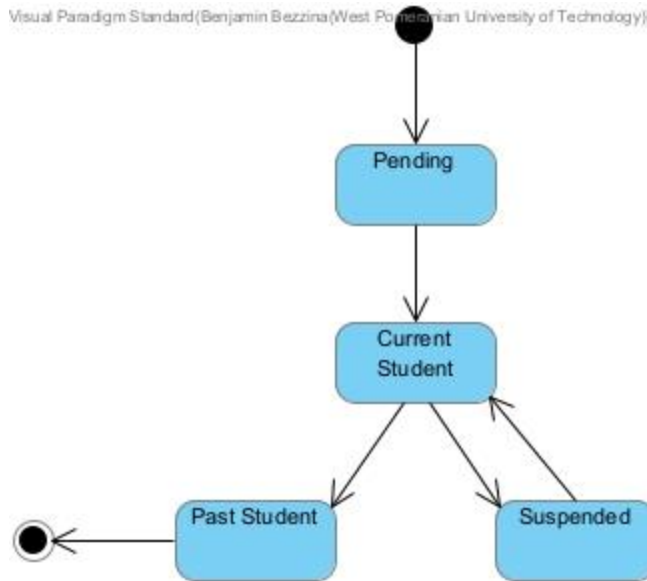 Visual Paradigm Standard(Benjamin Bezzina(West Pomeranian University of Technology)
Pending
Current
Student
Past Student
Suspended